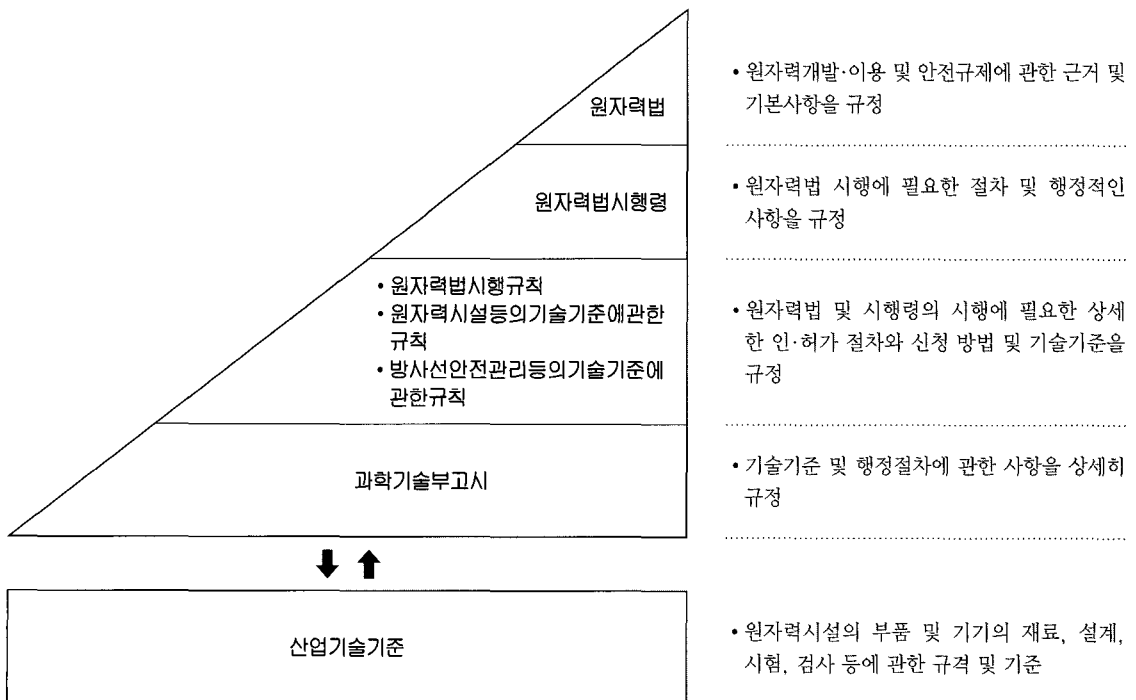 원자력법
• 원자력개발·이용 및 안전규제에 관한 근거 및
기본사항을 규정
원자력법시행령
• 원자력법 시행에 필요한 절차 및 행정적인
사항을 규정
• 원자력법시행규칙
• 원자력시설등의기술기준에관한
규칙
• 방사선안전관리등의기술기준에
관한규칙
• 원자력법 및 시행령의 시행에 필요한 상세
한 인·허가 절차와 신청 방법 및 기술기준을
규정
과학기술부고시
• 기술기준 및 행정절차에 관한 사항을 상세히
규정
산업기술기준
• 원자력시설의 부품 및 기기의 재료, 설계,
시험, 검사 등에 관한 규격 및 기준